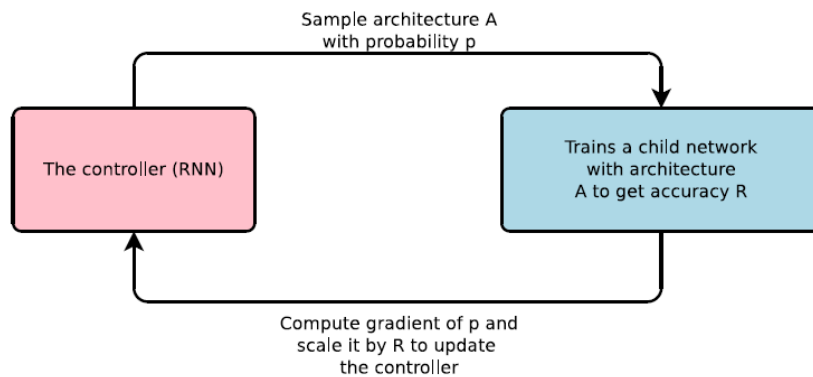 Sample architecture A
with probability p
The controller (RNN)
Trains a child network
with architecture
A to get accuracy R
Compute gradient of p and
scale it by R to update
the controller